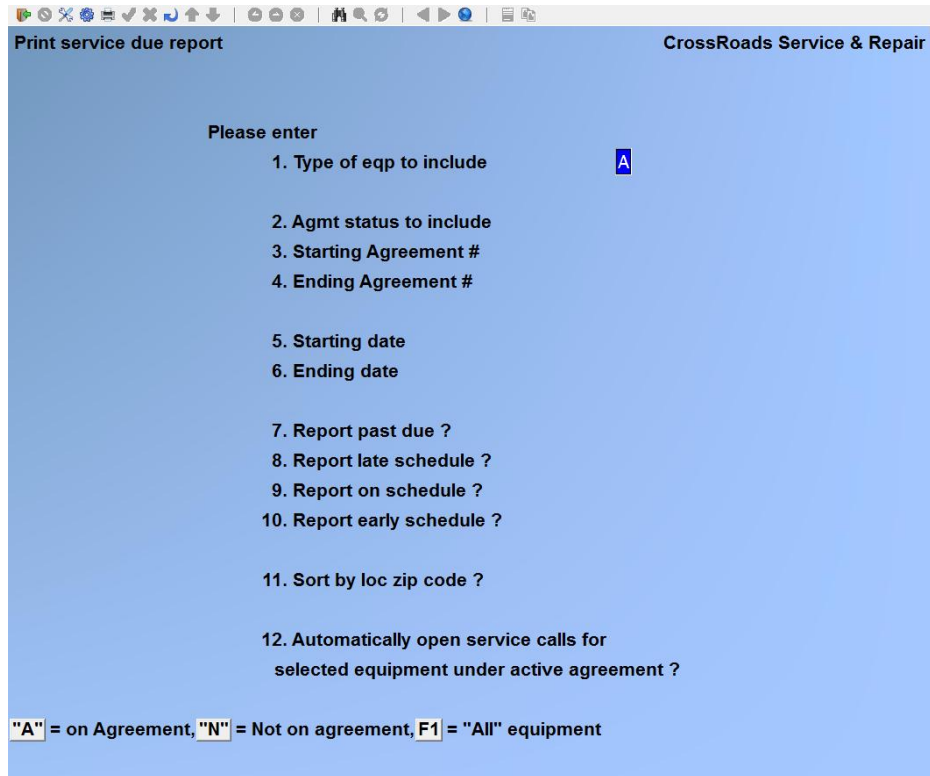 Print service due report CrossRoads Service & Repair
Please enter
1. Type of eqp to include A
2. Agmt status to include
3. Starting Agreement #
4. Ending Agreement #
5. Starting date
6. Ending date
7. Report past due ?
8. Report late schedule ?
9. Report on schedule ?
10. Report early schedule ?
11. Sort by loc zip code ?
12. Automatically open service calls for
selected equipment under active agreement ?
"A" = on Agreement, "N" = Not on agreement, F1 = "All" equipment